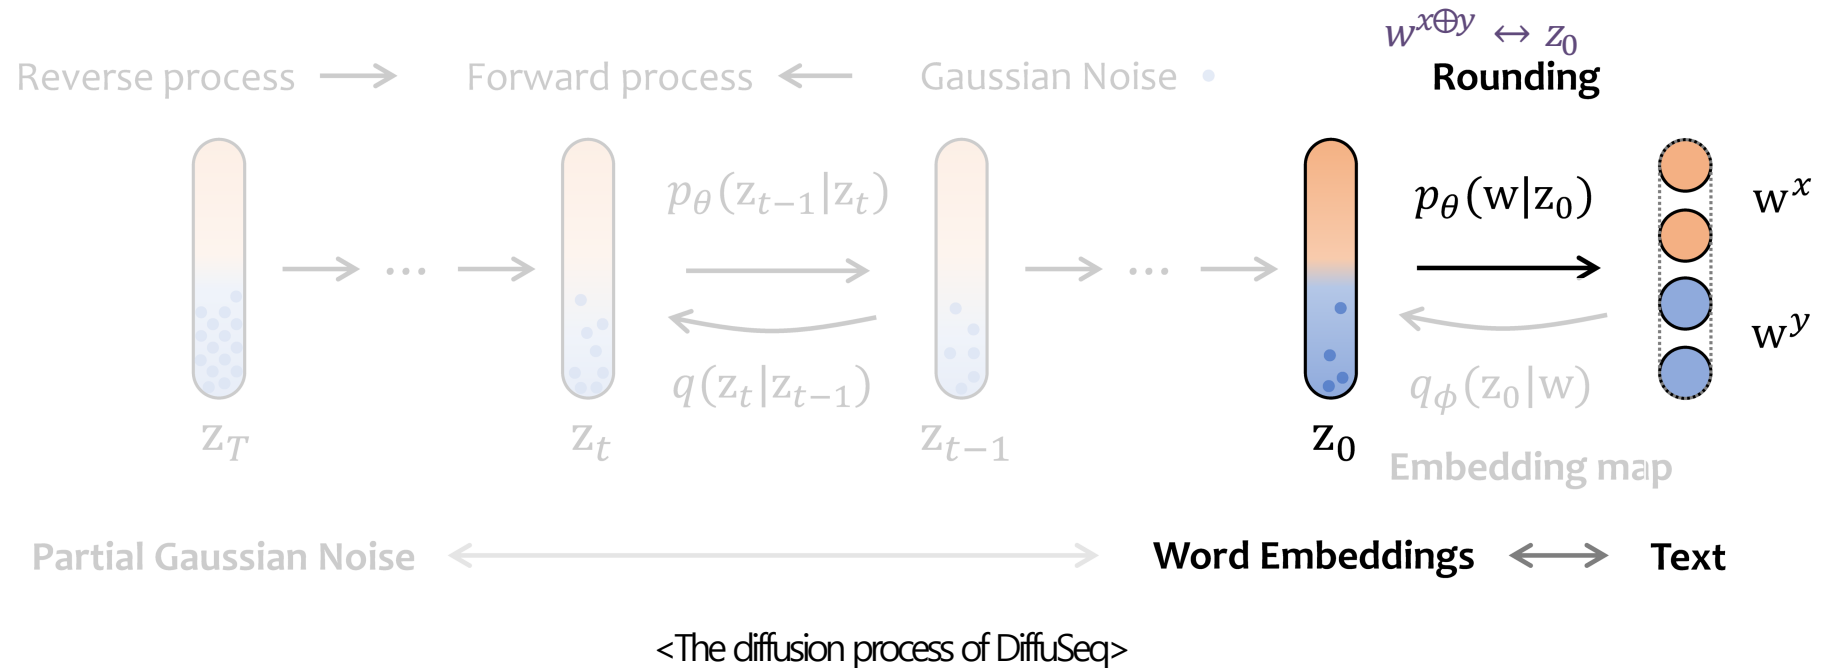 w^{x⊕y} ↔ z_0
Reverse process → Forward process ← Gaussian Noise Rounding
p_θ(z_{t−1}|z_t) p_θ(w|z_0) w^x
... ...
w^y
q(z_t|z_{t−1}) q_ϕ(z_0|w)
z_T z_t z_{t−1} z_0
Embedding map
Partial Gaussian Noise Word Embeddings Text
<The diffusion process of DiffuSeq>